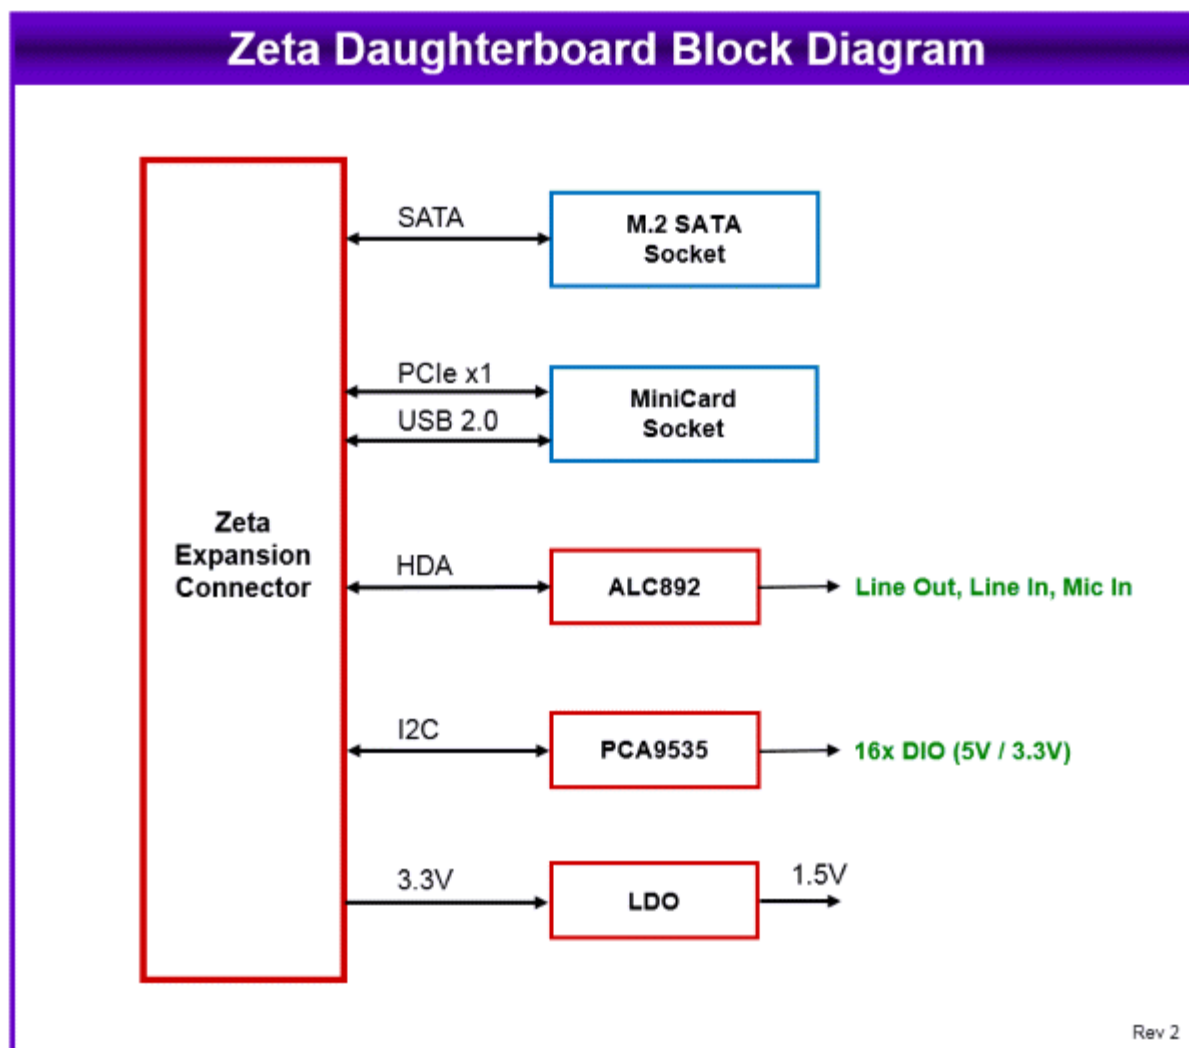 Zeta Daughterboard Block Diagram
SATA
M.2 SATA
Socket
PCIe x1
USB 2.0
MiniCard
Socket
Zeta
Expansion
Connector
HDA
ALC892
Line Out, Line In, Mic In
I2C
PCA9535
16x DIO (5V / 3.3V)
3.3V
LDO
1.5V
Rev 2